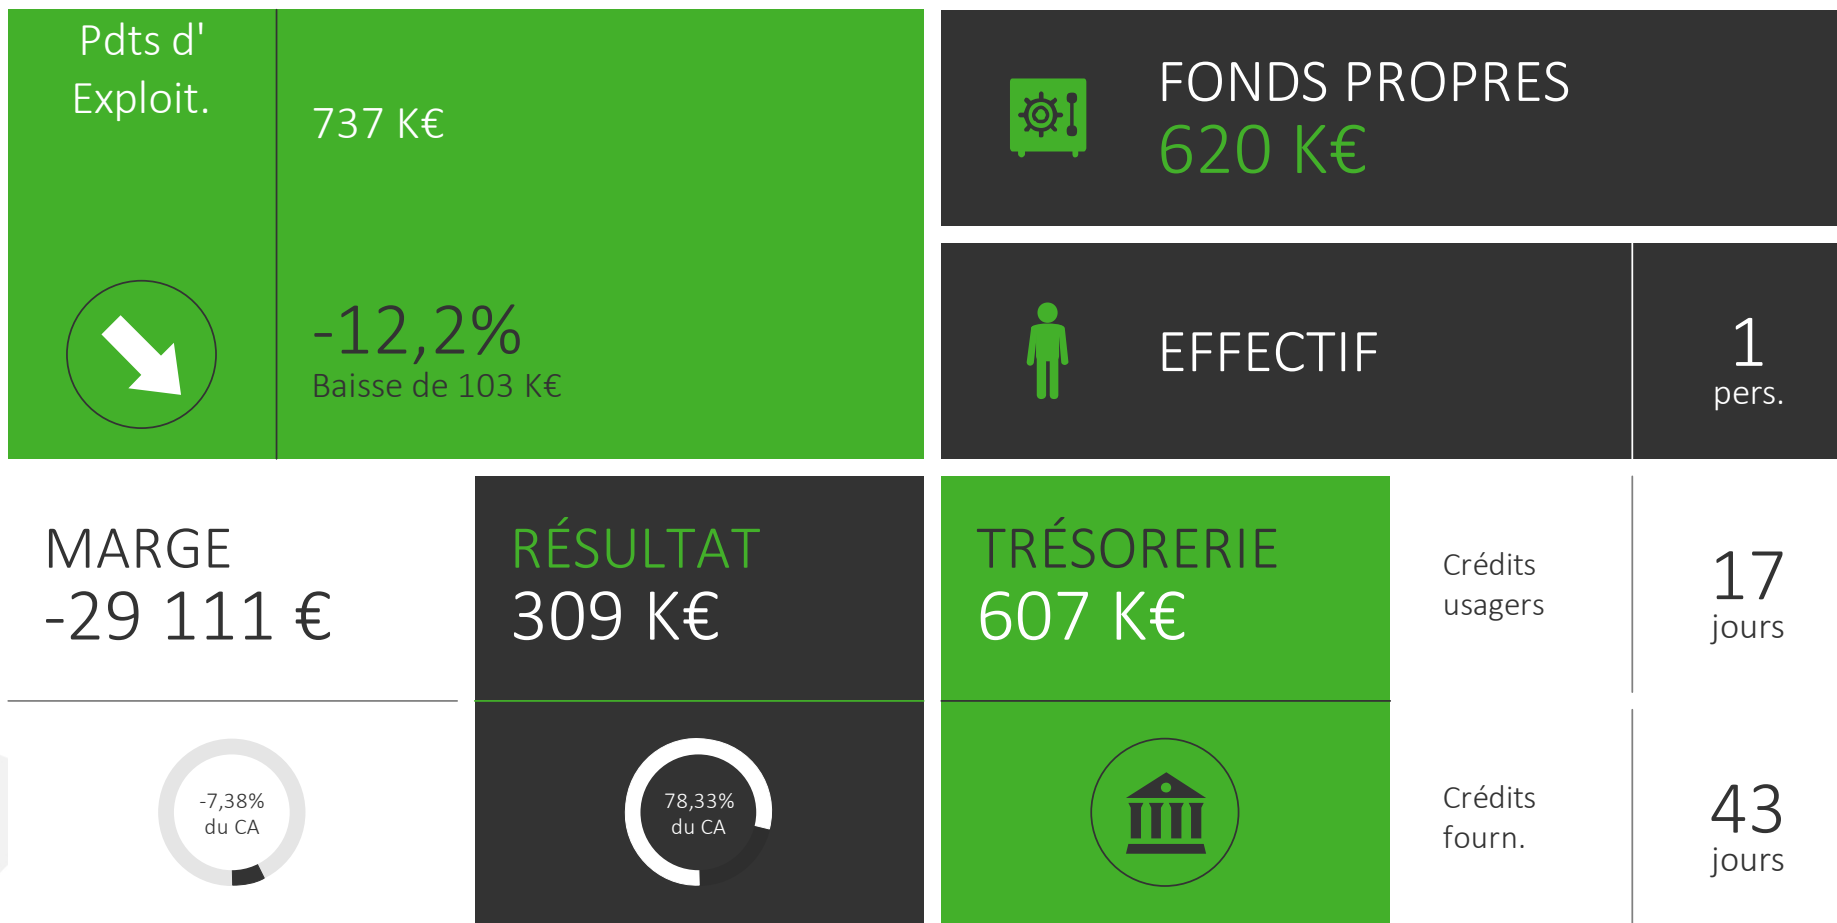 Pdts d'
Exploit.
737 K€
-12,2%
Baisse de 103 K€
FONDS PROPRES
620 K€
EFFECTIF
1
pers.
MARGE
-29 111 €
-7,38%
du CA
RÉSULTAT
309 K€
78,33%
du CA
TRÉSORERIE
607 K€
Crédits
usagers
17
jours
Crédits
fourn.
43
jours